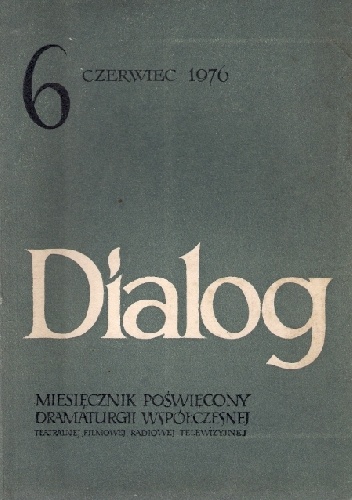 6 CZERWIEC 1976
Dialog
MIESIĘCZNIK POŚWIĘCONY
DRAMATURGII WSPÓŁCZESNEJ
TEATRALNEJ, FILMOWEJ, RADIOWEJ, TELEWIZYJNEJ